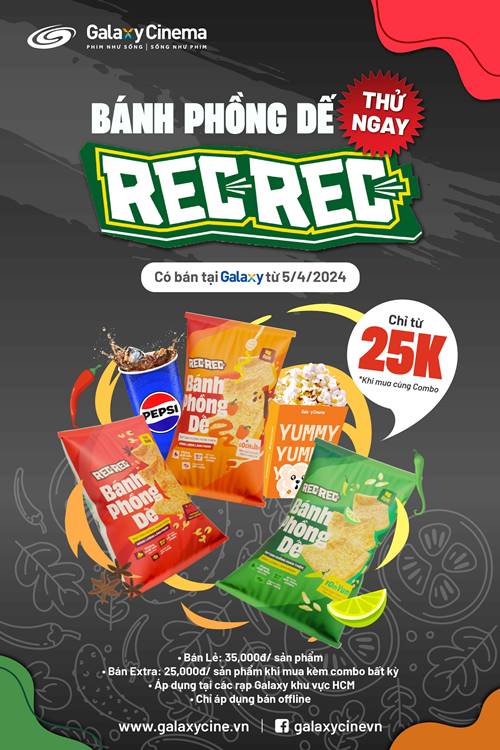 Galaxy Cinema
PHIM NHƯ SỐNG | SỐNG NHƯ PHIM
BÁNH PHỒNG DẾ
THỬ
NGAY
REC REC
Có bán tại Galaxy từ 5/4/2024
Chỉ từ
25K
*Khi mua cùng Combo
PEPSI
REC REC
Bánh
Phồng
Dế
Galaxy Cinema
YUMMY
YUMMY
REC REC
Bánh
Phồng
Dế
REC REC
Bánh
Phồng
Dế
• Bán Lẻ: 35,000đ/ sản phẩm
• Bán Extra: 25,000đ/ sản phẩm khi mua kèm combo bất kỳ
• Áp dụng tại các rạp Galaxy khu vực HCM
• Chỉ áp dụng bán offline
www.galaxycine.vn | galaxycinevn